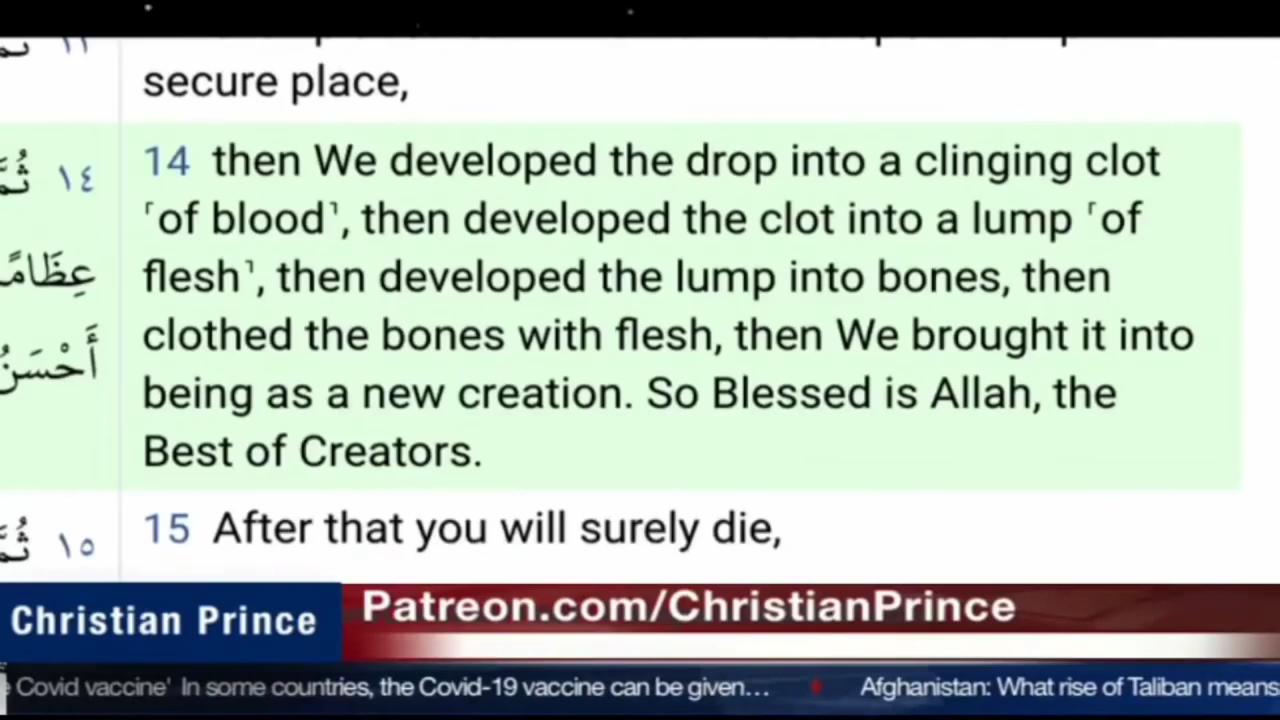 secure place,
١٤
14 then We developed the drop into a clinging clot
⸢of blood⸣, then developed the clot into a lump ⸢of
عِظَامًا
flesh⸣, then developed the lump into bones, then
clothed the bones with flesh, then We brought it into
أَحْسَنُ
being as a new creation. So Blessed is Allah, the
Best of Creators.
١٥
15 After that you will surely die,
Christian Prince
Patreon.com/ChristianPrince
Covid vaccine' In some countries, the Covid-19 vaccine can be given... Afghanistan: What rise of Taliban means